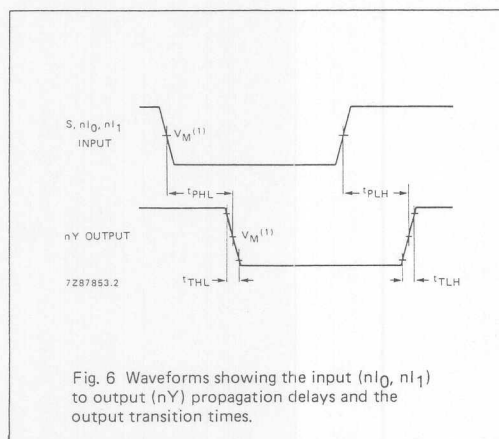 S, nI0, nI1
INPUT
VM(1)
tPHL
tPLH
nY OUTPUT
VM(1)
7Z87853.2
tTHL
tTLH
Fig. 6 Waveforms showing the input (nI0, nI1)
to output (nY) propagation delays and the
output transition times.